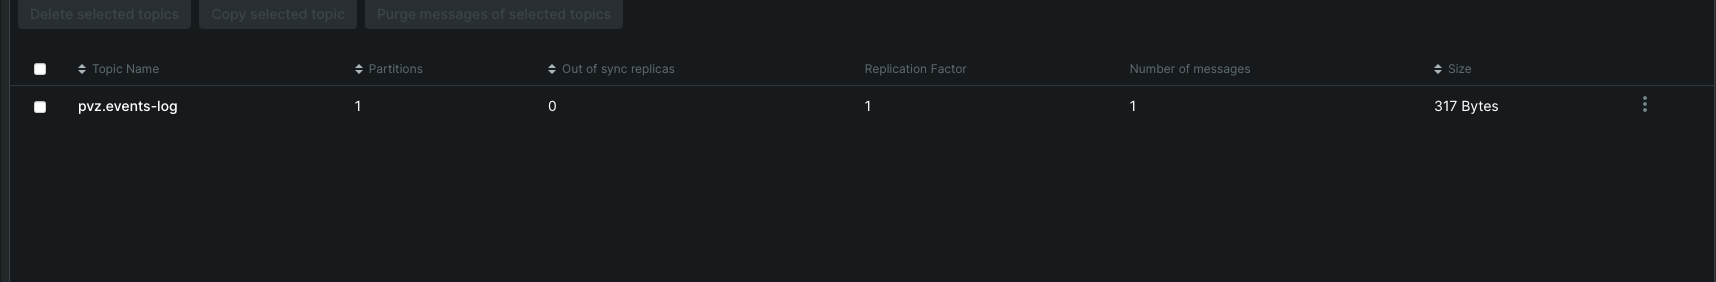 Delete selected topics Copy selected topic Purge messages of selected topics
Topic Name Partitions Out of sync replicas Replication Factor Number of messages Size
pvz.events-log 1 0 1 1 317 Bytes